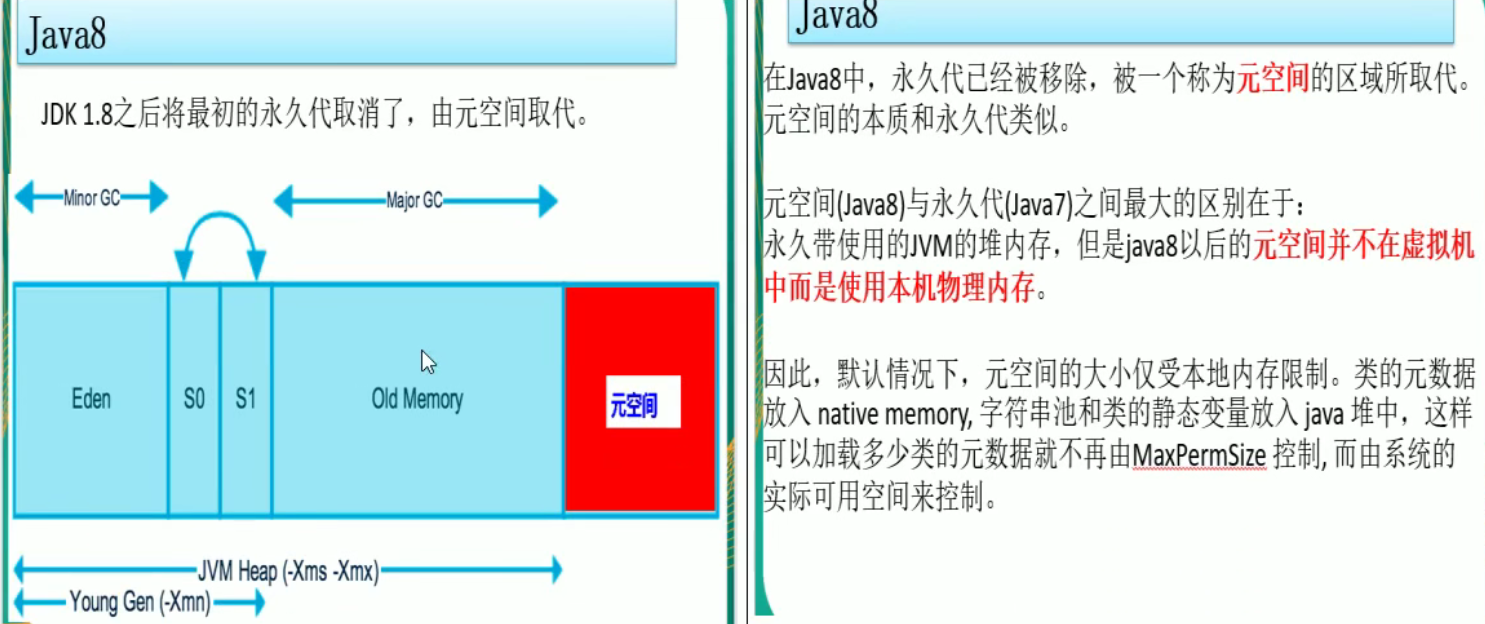 Java8
JDK 1.8之后将最初的永久代取消了，由元空间取代。
Minor GC
Major GC
Eden
S0
S1
Old Memory
元空间
JVM Heap (-Xms -Xmx)
Young Gen (-Xmn)
Java8
在Java8中，永久代已经被移除，被一个称为元空间的区域所取代。
元空间的本质和永久代类似。
元空间(Java8)与永久代(Java7)之间最大的区别在于：
永久带使用的JVM的堆内存，但是java8以后的元空间并不在虚拟机
中而是使用本机物理内存。
因此，默认情况下，元空间的大小仅受本地内存限制。类的元数据
放入 native memory, 字符串池和类的静态变量放入 java 堆中，这样
可以加载多少类的元数据就不再由MaxPermSize 控制, 而由系统的
实际可用空间来控制。